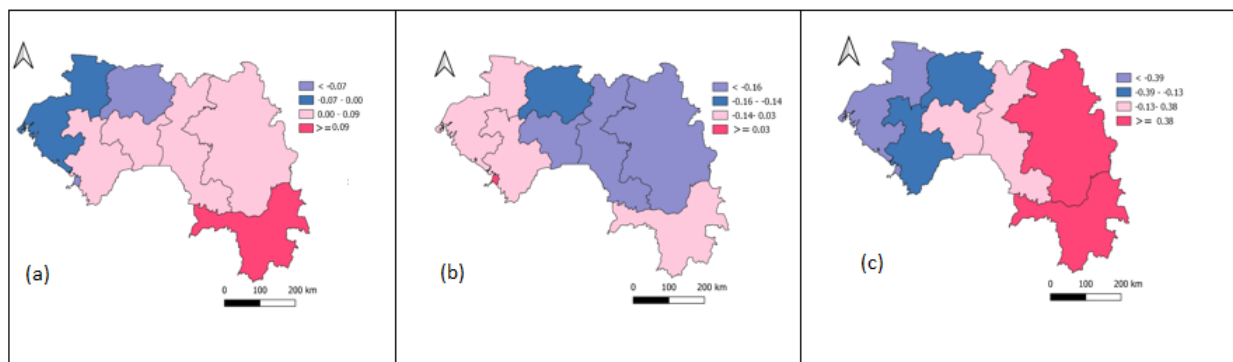 < -0.07
-0.07 - 0.00
0.00 - 0.09
>= 0.09
(a)
0 100 200 km
< -0.16
-0.16 - -0.14
-0.14- 0.03
>= 0.03
(b)
0 100 200 km
< -0.39
-0.39 - -0.13
-0.13- 0.38
>= 0.38
(c)
0 100 200 km